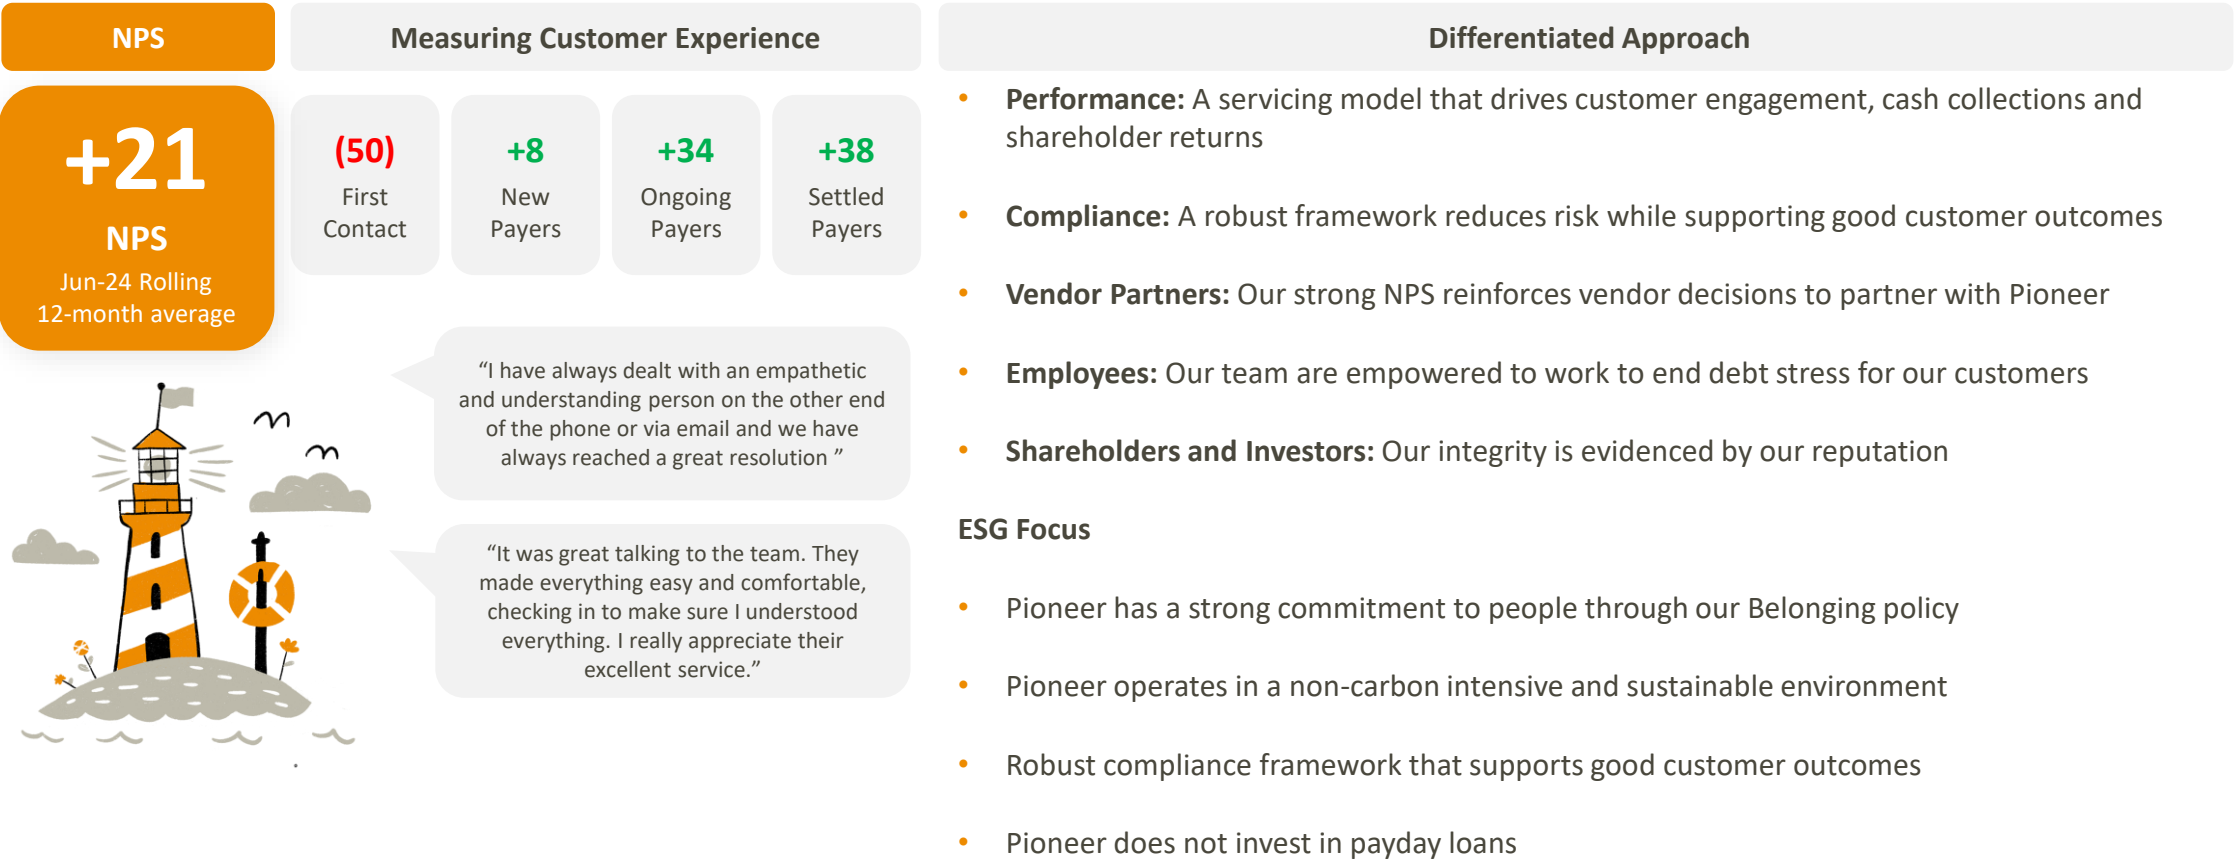 NPS
+21
NPS
Jun-24 Rolling
12-month average
Measuring Customer Experience
(50)
First
Contact
+8
New
Payers
+34
Ongoing
Payers
+38
Settled
Payers
“I have always dealt with an empathetic
and understanding person on the other end
of the phone or via email and we have
always reached a great resolution ”
“It was great talking to the team. They
made everything easy and comfortable,
checking in to make sure I understood
everything. I really appreciate their
excellent service.”
Differentiated Approach
• Performance: A servicing model that drives customer engagement, cash collections and
shareholder returns
• Compliance: A robust framework reduces risk while supporting good customer outcomes
• Vendor Partners: Our strong NPS reinforces vendor decisions to partner with Pioneer
• Employees: Our team are empowered to work to end debt stress for our customers
• Shareholders and Investors: Our integrity is evidenced by our reputation
ESG Focus
• Pioneer has a strong commitment to people through our Belonging policy
• Pioneer operates in a non-carbon intensive and sustainable environment
• Robust compliance framework that supports good customer outcomes
• Pioneer does not invest in payday loans